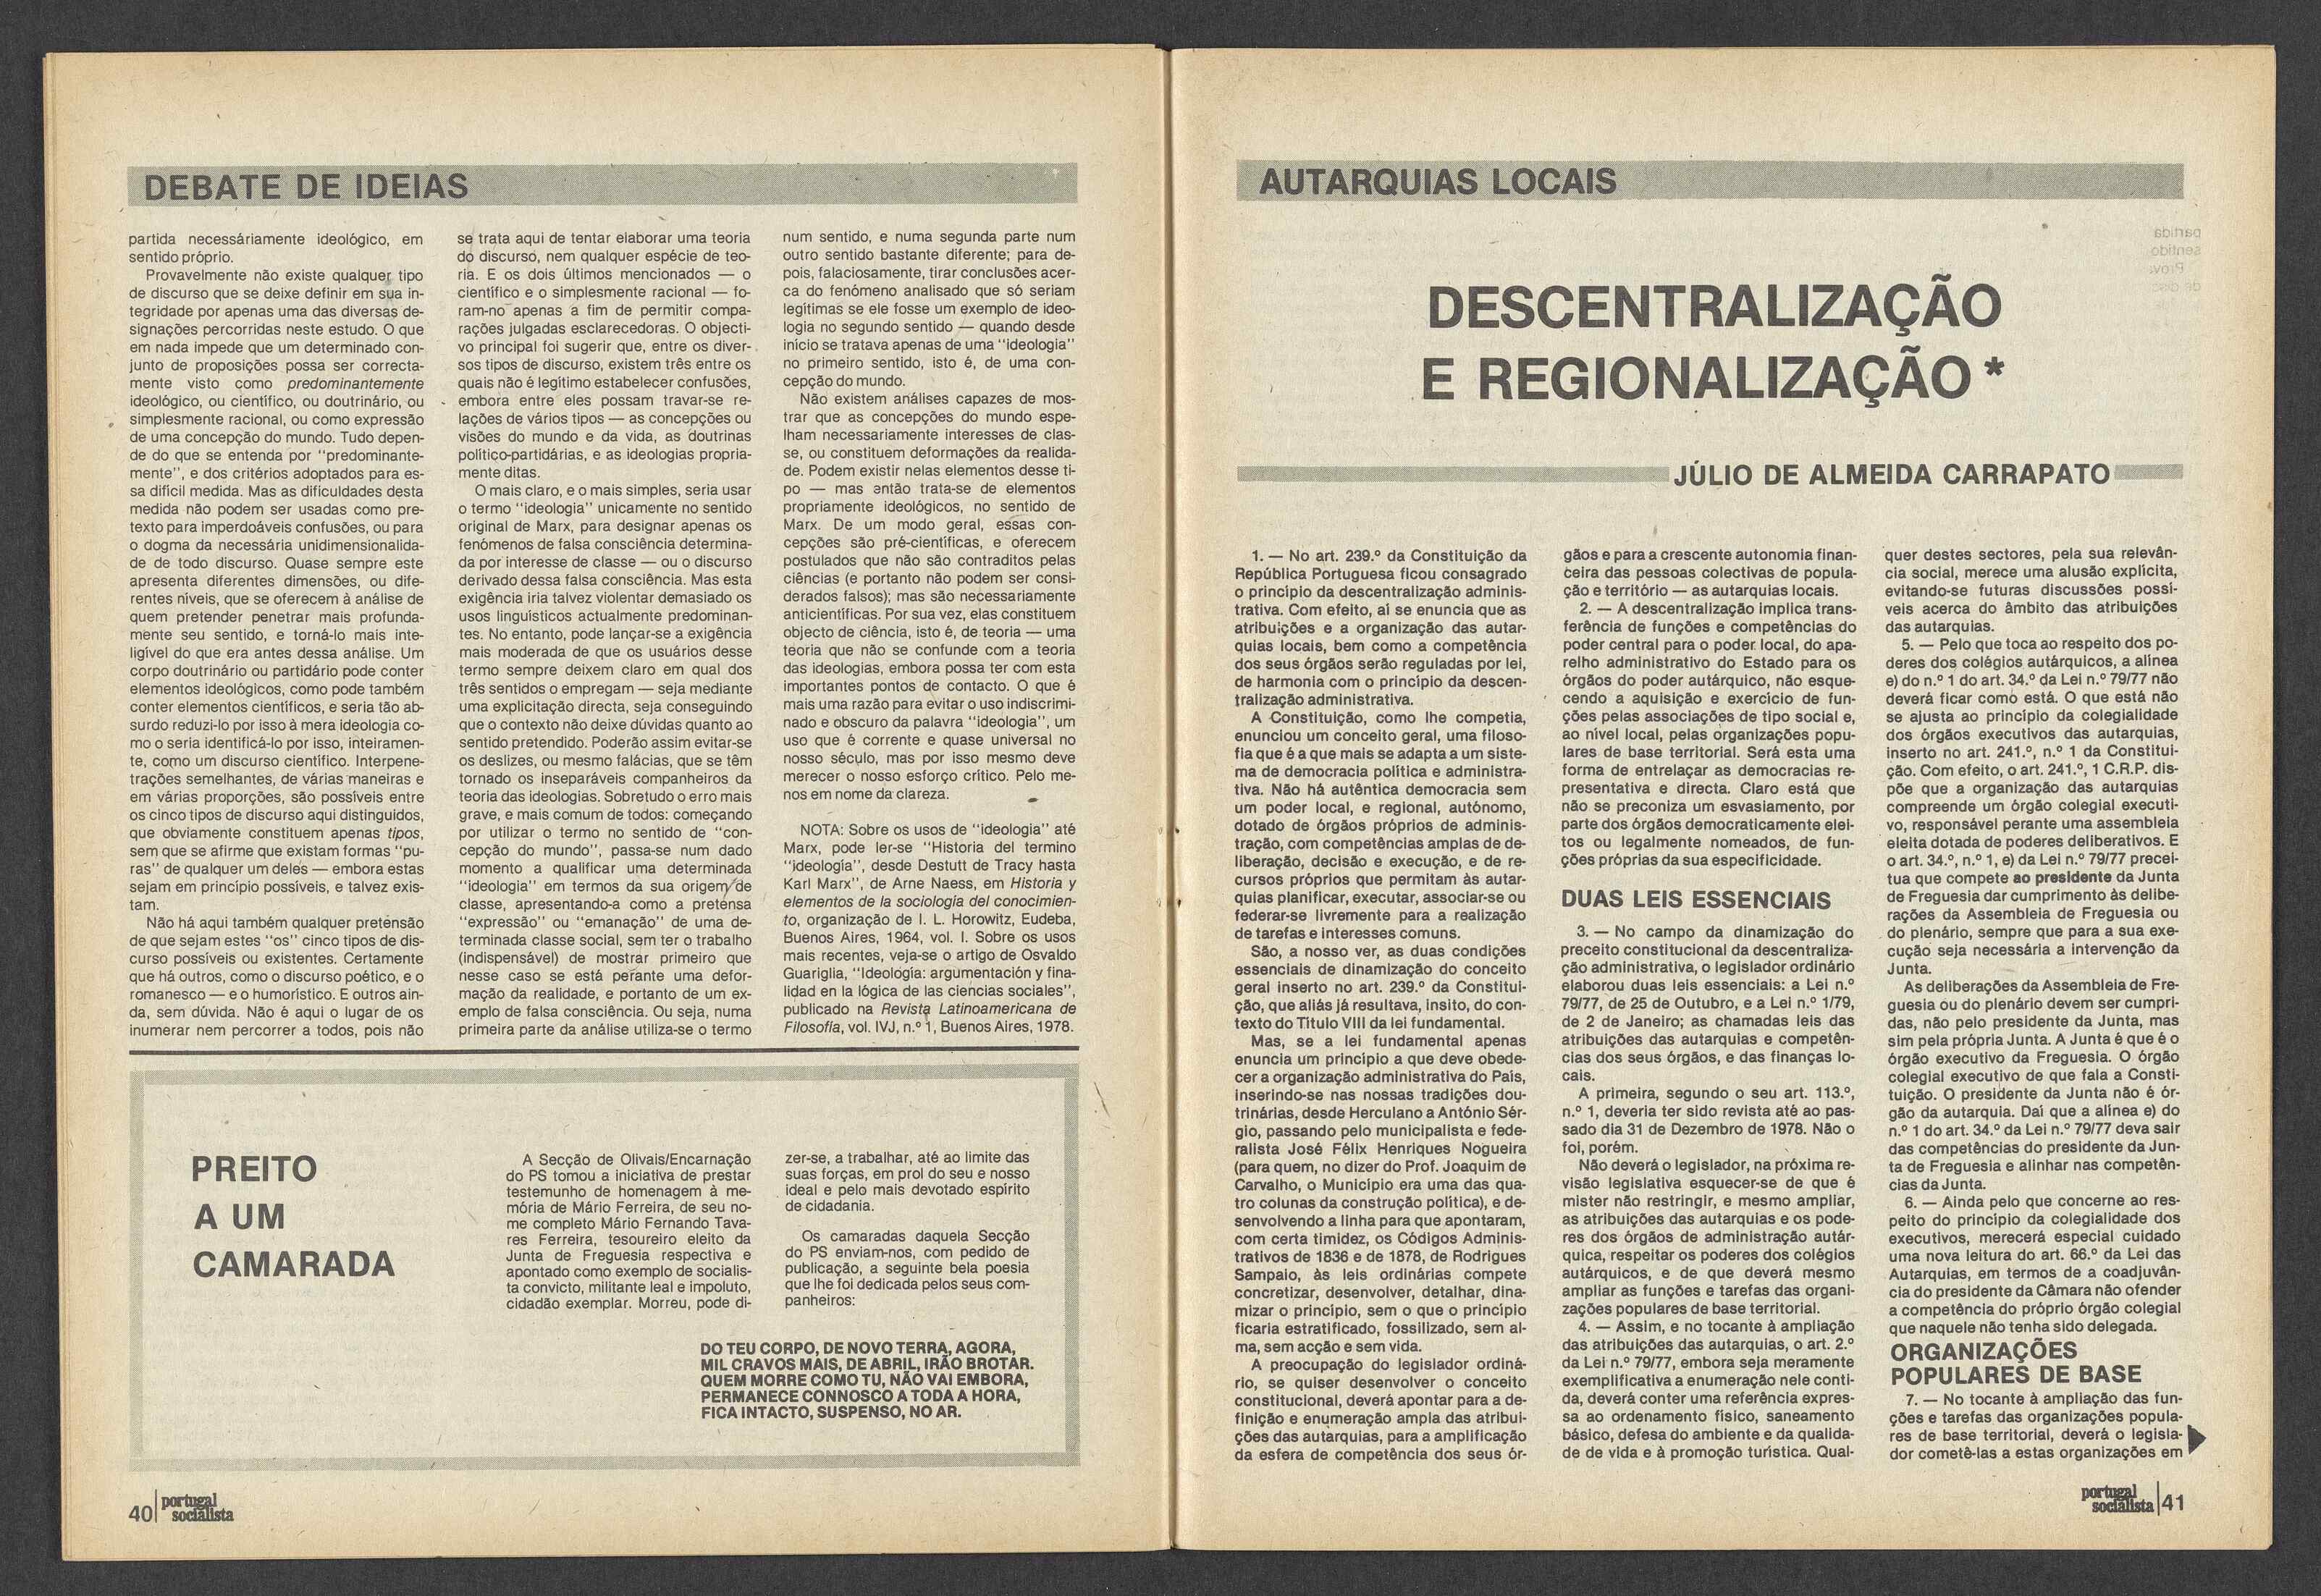 DEBATE DE IDEIAS
partida necessáriamente ideológico, em
sentido próprio.
Provavelmente não existe qualquer tipo
de discurso que se deixe definir em sua in-
tegridade por apenas uma das diversas de-
signações percorridas neste estudo. O que
em nada impede que um determinado con-
junto de proposições possa ser correcta-
mente visto como predominantemente
ideológico, ou científico, ou doutrinário, ou
simplesmente racional, ou como expressão
de uma concepção do mundo. Tudo depen-
de do que se entenda por "predominante-
mente", e dos critérios adoptados para es-
sa difícil medida. Mas as dificuldades desta
medida não podem ser usadas como pre-
texto para imperdoáveis confusões, ou para
o dogma da necessária unidimensionalida-
de de todo discurso. Quase sempre este
apresenta diferentes dimensões, ou dife-
rentes níveis, que se oferecem à análise de
quem pretender penetrar mais profunda-
mente seu sentido, e torná-lo mais inte-
ligível do que era antes dessa análise. Um
corpo doutrinário ou partidário pode conter
elementos ideológicos, como pode também
conter elementos científicos, e seria tão ab-
surdo reduzi-lo por isso à mera ideologia co-
mo o seria identificá-lo por isso, inteiramen-
te, como um discurso científico. Interpene-
trações semelhantes, de várias maneiras e
em várias proporções, são possíveis entre
os cinco tipos de discurso aqui distinguidos,
que obviamente constituem apenas tipos,
sem que se afirme que existam formas "pu-
ras" de qualquer um deles — embora estas
sejam em princípio possíveis, e talvez exis-
tam.
Não há aqui também qualquer pretensão
de que sejam estes "os" cinco tipos de dis-
curso possíveis ou existentes. Certamente
que há outros, como o discurso poético, e o
romanesco — e o humorístico. E outros ain-
da, sem dúvida. Não é aqui o lugar de os
inumerar nem percorrer a todos, pois não
se trata aqui de tentar elaborar uma teoria
do discurso, nem qualquer espécie de teo-
ria. E os dois últimos mencionados — o
científico e o simplesmente racional — fo-
ram-no apenas a fim de permitir compa-
rações julgadas esclarecedoras. O objecti-
vo principal foi sugerir que, entre os diver-
sos tipos de discurso, existem três entre os
quais não é legítimo estabelecer confusões,
embora entre eles possam travar-se re-
lações de vários tipos — as concepções ou
visões do mundo e da vida, as doutrinas
político-partidárias, e as ideologias propria-
mente ditas.
O mais claro, e o mais simples, seria usar
o termo "ideologia" unicamente no sentido
original de Marx, para designar apenas os
fenómenos de falsa consciência determina-
da por interesse de classe — ou o discurso
derivado dessa falsa consciência. Mas esta
exigência iria talvez violentar demasiado os
usos linguísticos actualmente predominan-
tes. No entanto, pode lançar-se a exigência
mais moderada de que os usuários desse
termo sempre deixem claro em qual dos
três sentidos o empregam — seja mediante
uma explicitação directa, seja conseguindo
que o contexto não deixe dúvidas quanto ao
sentido pretendido. Poderão assim evitar-se
os deslizes, ou mesmo falácias, que se têm
tornado os inseparáveis companheiros da
teoria das ideologias. Sobretudo o erro mais
grave, e mais comum de todos: começando
por utilizar o termo no sentido de "con-
cepção do mundo", passa-se num dado
momento a qualificar uma determinada
"ideologia" em termos da sua origem de
classe, apresentando-a como a pretensa
"expressão" ou "emanação" de uma de-
terminada classe social, sem ter o trabalho
(indispensável) de mostrar primeiro que
nesse caso se está perante uma defor-
mação da realidade, e portanto de um ex-
emplo de falsa consciência. Ou seja, numa
primeira parte da análise utiliza-se o termo
num sentido, e numa segunda parte num
outro sentido bastante diferente; para de-
pois, falaciosamente, tirar conclusões acer-
ca do fenómeno analisado que só seriam
legítimas se ele fosse um exemplo de ideo-
logia no segundo sentido — quando desde
início se tratava apenas de uma "ideologia"
no primeiro sentido, isto é, de uma con-
cepção do mundo.
Não existem análises capazes de mos-
trar que as concepções do mundo espe-
lham necessariamente interesses de clas-
se, ou constituem deformações da realida-
de. Podem existir nelas elementos desse ti-
po — mas então trata-se de elementos
propriamente ideológicos, no sentido de
Marx. De um modo geral, essas con-
cepções são pré-científicas, e oferecem
postulados que não são contraditos pelas
ciências (e portanto não podem ser consi-
derados falsos); mas são necessariamente
anticientíficas. Por sua vez, elas constituem
objecto de ciência, isto é, de teoria — uma
teoria que não se confunde com a teoria
das ideologias, embora possa ter com esta
importantes pontos de contacto. O que é
mais uma razão para evitar o uso indiscrimi-
nado e obscuro da palavra "ideologia", um
uso que é corrente e quase universal no
nosso século, mas por isso mesmo deve
merecer o nosso esforço crítico. Pelo me-
nos em nome da clareza.
NOTA: Sobre os usos de "ideologia" até
Marx, pode ler-se "Historia del termino
"ideología", desde Destutt de Tracy hasta
Karl Marx", de Arne Naess, em Historia y
elementos de la sociologia del conocimien-
to, organização de I. L. Horowitz, Eudeba,
Buenos Aires, 1964, vol. I. Sobre os usos
mais recentes, veja-se o artigo de Osvaldo
Guariglia, "Ideología: argumentación y fina-
lidad en la lógica de las ciencias sociales",
publicado na Revista Latinoamericana de
Filosofia, vol. IVJ, n.º 1, Buenos Aires, 1978.
PREITO
A UM
CAMARADA
A Secção de Olivais/Encarnação
do PS tomou a iniciativa de prestar
testemunho de homenagem à me-
mória de Mário Ferreira, de seu no-
me completo Mário Fernando Tava-
res Ferreira, tesoureiro eleito da
Junta de Freguesia respectiva e
apontado como exemplo de socialis-
ta convicto, militante leal e impoluto,
cidadão exemplar. Morreu, pode di-
zer-se, a trabalhar, até ao limite das
suas forças, em prol do seu e nosso
ideal e pelo mais devotado espírito
de cidadania.
Os camaradas daquela Secção
do PS enviam-nos, com pedido de
publicação, a seguinte bela poesia
que lhe foi dedicada pelos seus com-
panheiros:
DO TEU CORPO, DE NOVO TERRA, AGORA,
MIL CRAVOS MAIS, DE ABRIL, IRÃO BROTAR.
QUEM MORRE COMO TU, NÃO VAI EMBORA,
PERMANECE CONNOSCO A TODA A HORA,
FICA INTACTO, SUSPENSO, NO AR.
40 portugal
socialista
AUTARQUIAS LOCAIS
DESCENTRALIZAÇÃO
E REGIONALIZAÇÃO *
JÚLIO DE ALMEIDA CARRAPATO
1. — No art. 239.º da Constituição da
República Portuguesa ficou consagrado
o princípio da descentralização adminis-
trativa. Com efeito, aí se enuncia que as
atribuições e a organização das autar-
quias locais, bem como a competência
dos seus órgãos serão reguladas por lei,
de harmonia com o princípio da descen-
tralização administrativa.
A Constituição, como lhe competia,
enunciou um conceito geral, uma filoso-
fia que é a que mais se adapta a um siste-
ma de democracia política e administra-
tiva. Não há autêntica democracia sem
um poder local, e regional, autónomo,
dotado de órgãos próprios de adminis-
tração, com competências amplas de de-
liberação, decisão e execução, e de re-
cursos próprios que permitam às autar-
quias planificar, executar, associar-se ou
federar-se livremente para a realização
de tarefas e interesses comuns.
São, a nosso ver, as duas condições
essenciais de dinamização do conceito
geral inserto no art. 239.º da Constitui-
ção, que aliás já resultava, insito, do con-
texto do Título VIII da lei fundamental.
Mas, se a lei fundamental apenas
enuncia um princípio a que deve obede-
cer a organização administrativa do País,
inserindo-se nas nossas tradições dou-
trinárias, desde Herculano a António Sér-
gio, passando pelo municipalista e fede-
ralista José Félix Henriques Nogueira
(para quem, no dizer do Prof. Joaquim de
Carvalho, o Município era uma das qua-
tro colunas da construção política), e de-
senvolvendo a linha para que apontaram,
com certa timidez, os Códigos Adminis-
trativos de 1836 e de 1878, de Rodrigues
Sampaio, às leis ordinárias compete
concretizar, desenvolver, detalhar, dina-
mizar o princípio, sem o que o princípio
ficaria estratificado, fossilizado, sem al-
ma, sem acção e sem vida.
A preocupação do legislador ordiná-
rio, se quiser desenvolver o conceito
constitucional, deverá apontar para a de-
finição e enumeração ampla das atribui-
ções das autarquias, para a amplificação
da esfera de competência dos seus ór-
gãos e para a crescente autonomia finan-
ceira das pessoas colectivas de popula-
ção e território — as autarquias locais.
2. — A descentralização implica trans-
ferência de funções e competências do
poder central para o poder local, do apa-
relho administrativo do Estado para os
órgãos do poder autárquico, não esque-
cendo a aquisição e exercício de fun-
ções pelas associações de tipo social e,
ao nível local, pelas organizações popu-
lares de base territorial. Será esta uma
forma de entrelaçar as democracias re-
presentativa e directa. Claro está que
não se preconiza um esvasiamento, por
parte dos órgãos democraticamente elei-
tos ou legalmente nomeados, de fun-
ções próprias da sua especificidade.
DUAS LEIS ESSENCIAIS
3. — No campo da dinamização do
preceito constitucional da descentraliza-
ção administrativa, o legislador ordinário
elaborou duas leis essenciais: a Lei n.º
79/77, de 25 de Outubro, e a Lei n.º 1/79,
de 2 de Janeiro; as chamadas leis das
atribuições das autarquias e competên-
cias dos seus órgãos, e das finanças lo-
cais.
A primeira, segundo o seu art. 113.º,
n.º 1, deveria ter sido revista até ao pas-
sado dia 31 de Dezembro de 1978. Não o
foi, porém.
Não deverá o legislador, na próxima re-
visão legislativa esquecer-se de que é
mister não restringir, e mesmo ampliar,
as atribuições das autarquias e os pode-
res dos órgãos de administração autár-
quica, respeitar os poderes dos colégios
autárquicos, e de que deverá mesmo
ampliar as funções e tarefas das organi-
zações populares de base territorial.
4. — Assim, e no tocante à ampliação
das atribuições das autarquias, o art. 2.º
da Lei n.º 79/77, embora seja meramente
exemplificativa a enumeração nele conti-
da, deverá conter uma referência expres-
sa ao ordenamento físico, saneamento
básico, defesa do ambiente e da qualida-
de de vida e à promoção turística. Qual-
quer destes sectores, pela sua relevân-
cia social, merece uma alusão explícita,
evitando-se futuras discussões possí-
veis acerca do âmbito das atribuições
das autarquias.
5. — Pelo que toca ao respeito dos po-
deres dos colégios autárquicos, a alínea
e) do n.º 1 do art. 34.º da Lei n.º 79/77 não
deverá ficar como está. O que está não
se ajusta ao princípio da colegialidade
dos órgãos executivos das autarquias,
inserto no art. 241.º, n.º 1 da Constitui-
ção. Com efeito, o art. 241.º, 1 C.R.P. dis-
põe que a organização das autarquias
compreende um órgão colegial executi-
vo, responsável perante uma assembleia
eleita dotada de poderes deliberativos. E
o art. 34.º, n.º 1, e) da Lei n.º 79/77 precei-
tua que compete ao presidente da Junta
de Freguesia dar cumprimento às delibe-
rações da Assembleia de Freguesia ou
do plenário, sempre que para a sua exe-
cução seja necessária a intervenção da
Junta.
As deliberações da Assembleia de Fre-
guesia ou do plenário devem ser cumpri-
das, não pelo presidente da Junta, mas
sim pela própria Junta. A Junta é que é o
órgão executivo da Freguesia. O órgão
colegial executivo de que fala a Consti-
tuição. O presidente da Junta não é ór-
gão da autarquia. Daí que a alínea e) do
n.º 1 do art. 34.º da Lei n.º 79/77 deva sair
das competências do presidente da Jun-
ta de Freguesia e alinhar nas competên-
cias da Junta.
6. — Ainda pelo que concerne ao res-
peito do princípio da colegialidade dos
executivos, merecerá especial cuidado
uma nova leitura do art. 66.º da Lei das
Autarquias, em termos de a coadjuvân-
cia do presidente da Câmara não ofender
a competência do próprio órgão colegial
que naquele não tenha sido delegada.
ORGANIZAÇÕES
POPULARES DE BASE
7. — No tocante à ampliação das fun-
ções e tarefas das organizações popula-
res de base territorial, deverá o legisla-
dor cometê-las a estas organizações em
portugal
socialista 41